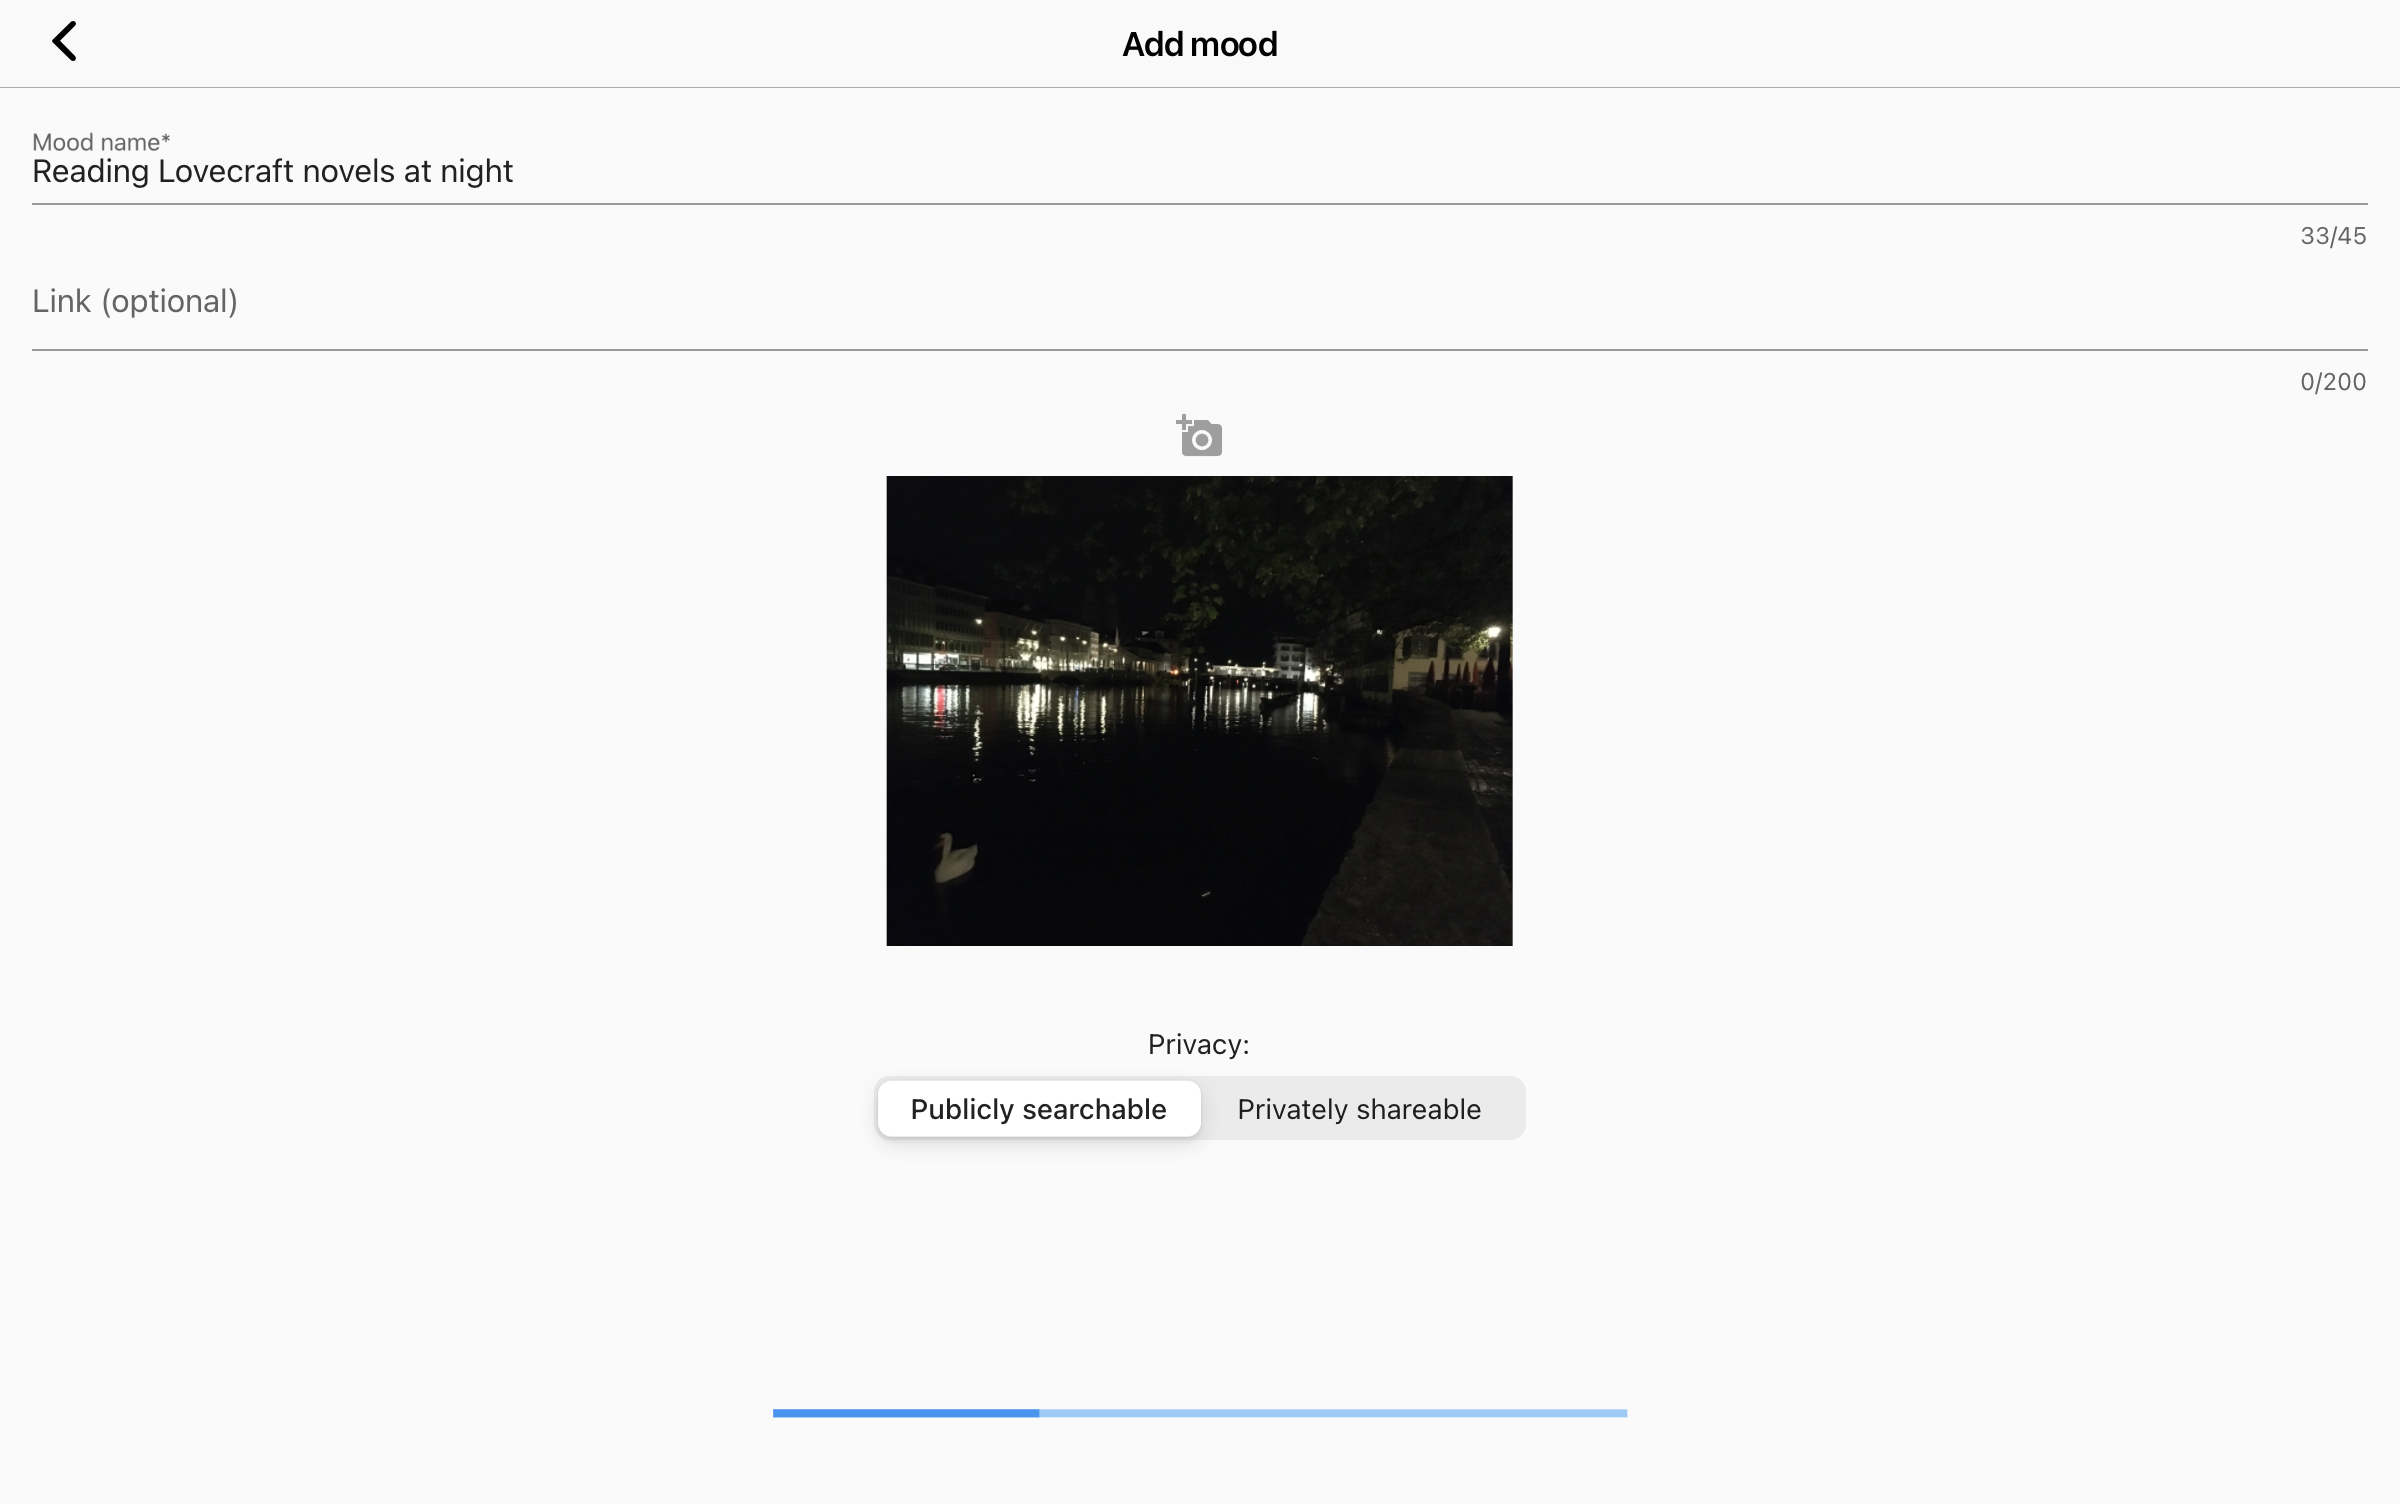 Add mood
Mood name*
Reading Lovecraft novels at night
33/45
Link (optional)
0/200
Privacy:
Publicly searchable
Privately shareable